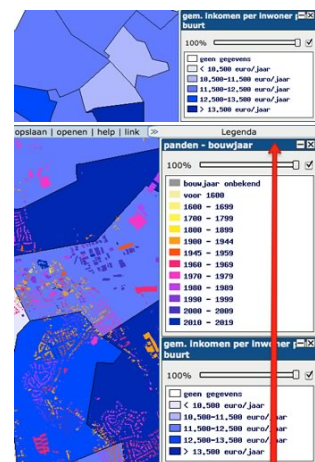 gem. Inkomen per inwoner p
buurt
100%
geen gegevens
< 10,500 euro/jaar
10,500-11,500 euro/jaar
11,500-12,500 euro/jaar
12,500-13,500 euro/jaar
> 13,500 euro/jaar
opslaan | openen | help | link >> Legenda
panden - bouwjaar
100%
bouwjaar onbekend
voor 1600
1600 - 1699
1700 - 1799
1800 - 1899
1900 - 1944
1945 - 1959
1960 - 1969
1970 - 1979
1980 - 1989
1990 - 1999
2000 - 2009
2010 - 2019
gem. Inkomen per inwoner p
buurt
100%
geen gegevens
< 10,500 euro/jaar
10,500-11,500 euro/jaar
11,500-12,500 euro/jaar
12,500-13,500 euro/jaar
> 13,500 euro/jaar